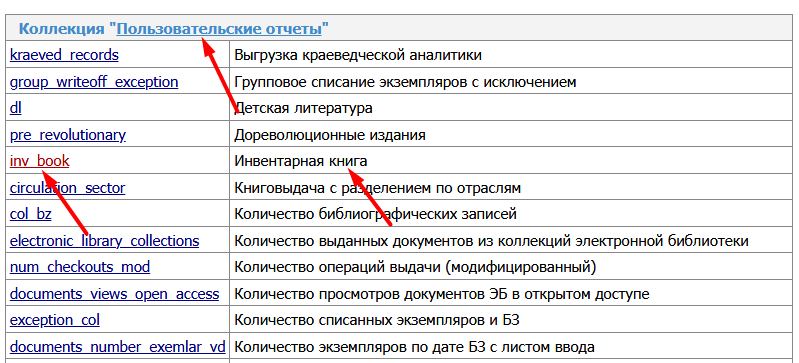 Коллекция "Пользовательские отчеты"
kraeved_records Выгрузка краеведческой аналитики
group_writeoff_exception Групповое списание экземпляров с исключением
dl Детская литература
pre_revolutionary Дореволюционные издания
inv_book Инвентарная книга
circulation_sector Книговыдача с разделением по отраслям
col_bz Количество библиографических записей
electronic_library_collections Количество выданных документов из коллекций электронной библиотеки
num_checkouts_mod Количество операций выдачи (модифицированный)
documents_views_open_access Количество просмотров документов ЭБ в открытом доступе
exception_col Количество списанных экземпляров и БЗ
documents_number_exemlar_vd Количество экземпляров по дате БЗ с листом ввода